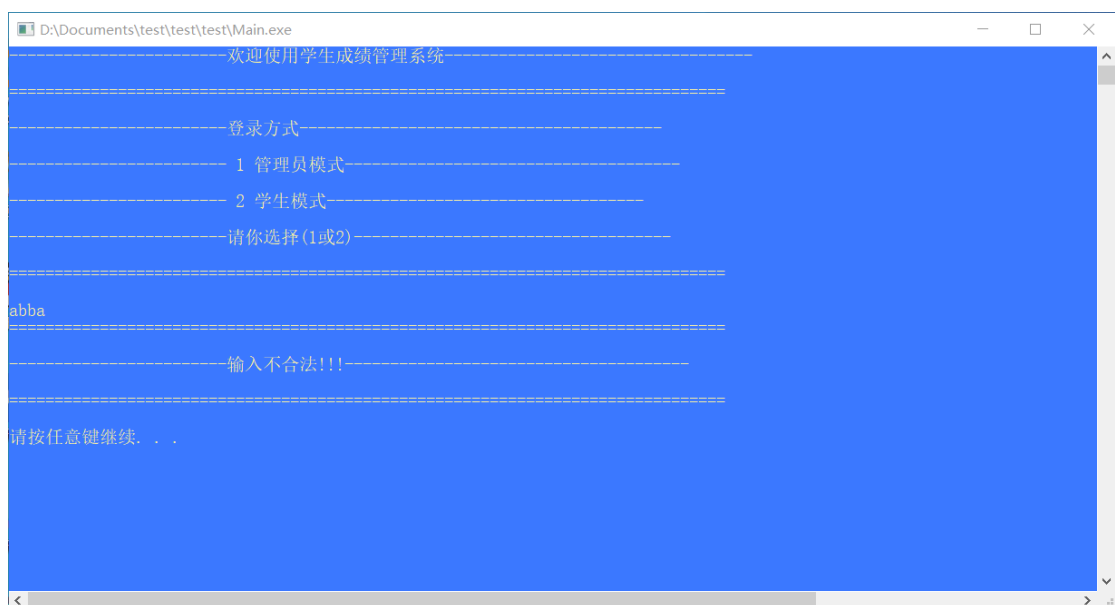 D:\Documents\test\test\test\Main.exe
------------------------欢迎使用学生成绩管理系统----------------------------------
===============================================================================
------------------------登录方式----------------------------------------
------------------------ 1 管理员模式-------------------------------------
------------------------ 2 学生模式-----------------------------------
------------------------请你选择(1或2)-----------------------------------
===============================================================================
abba
===============================================================================
------------------------输入不合法!!!--------------------------------------
===============================================================================
请按任意键继续. . .